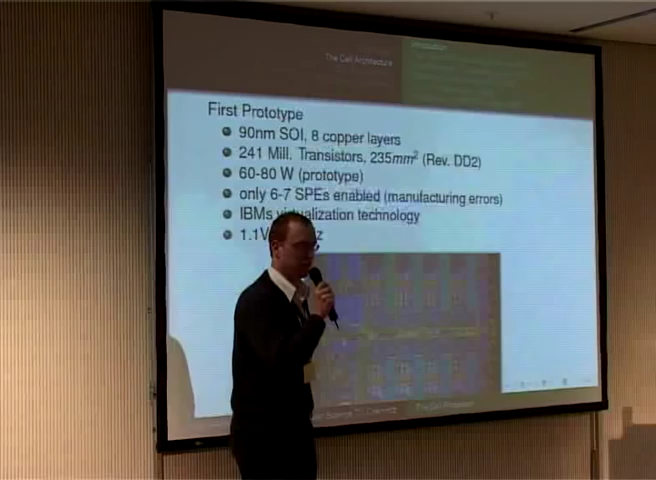 The Cell Architecture
Introduction
First Prototype
90nm SOI, 8 copper layers
241 Mill. Transistors, 235mm² (Rev. DD2)
60-80 W (prototype)
only 6-7 SPEs enabled (manufacturing errors)
IBMs virtualization technology
1.1V
The Cell Processor